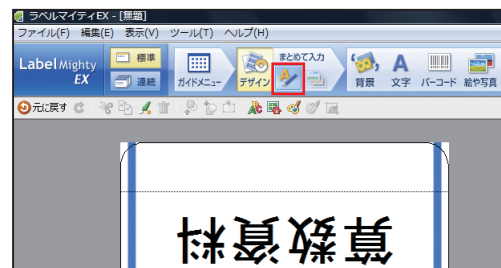 ラベルマイティEX - [無題]
ファイル(F) 編集(E) 表示(V) ツール(T) ヘルプ(H)
LabelMighty EX
標準
連続
ガイドメニュー
デザイン
まとめて入力
背景
文字
バーコード
絵や写真
元に戻す
算数資料